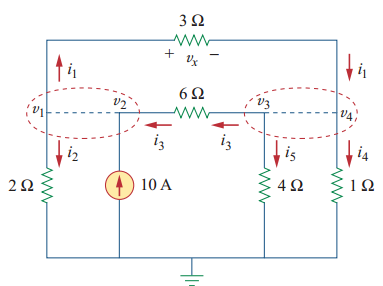 3 Ω
+ vₓ −
i₁ i₁
6 Ω
v₁ v₂ v₃ v₄
i₃ i₃
i₂ i₅ i₄
2 Ω 10 A 4 Ω 1 Ω